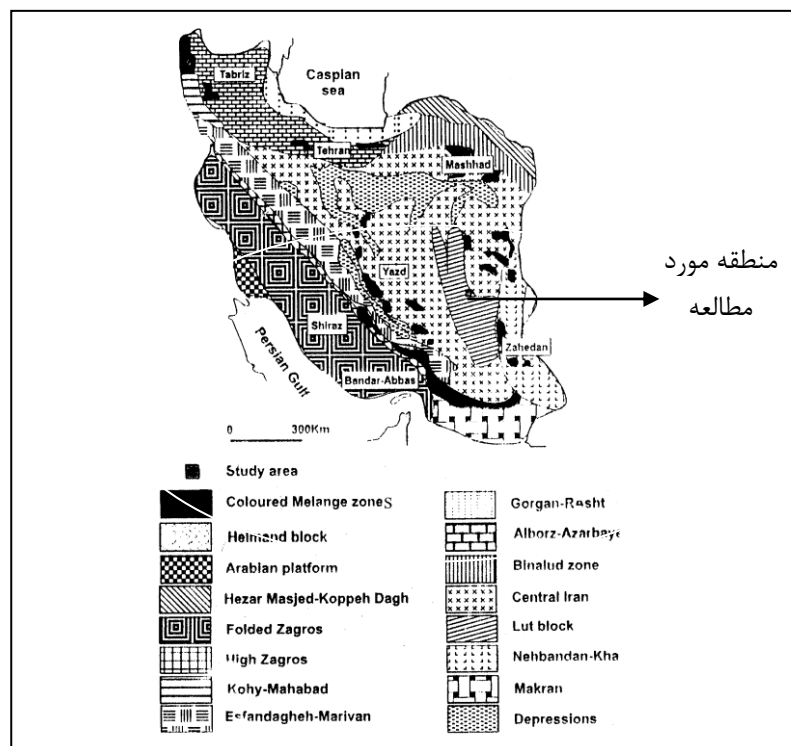 Tabriz
Caspian
sea
Tehran
Mashhad
منطقه مورد
مطالعه
Yazd
Shiraz
Zahedan
Persian Gulf
Bandar-Abbas
0 300Km
Study area
Coloured Melange zoneS
Helmand block
Arabian platform
Hezar Masjed-Koppeh Dagh
Folded Zagros
High Zagros
Kohy-Mahabad
Esfandagheh-Marivan
Gorgan-Rasht
Alborz-Azarbaye
Binalud zone
Central Iran
Lut block
Nehbandan-Kha
Makran
Depressions